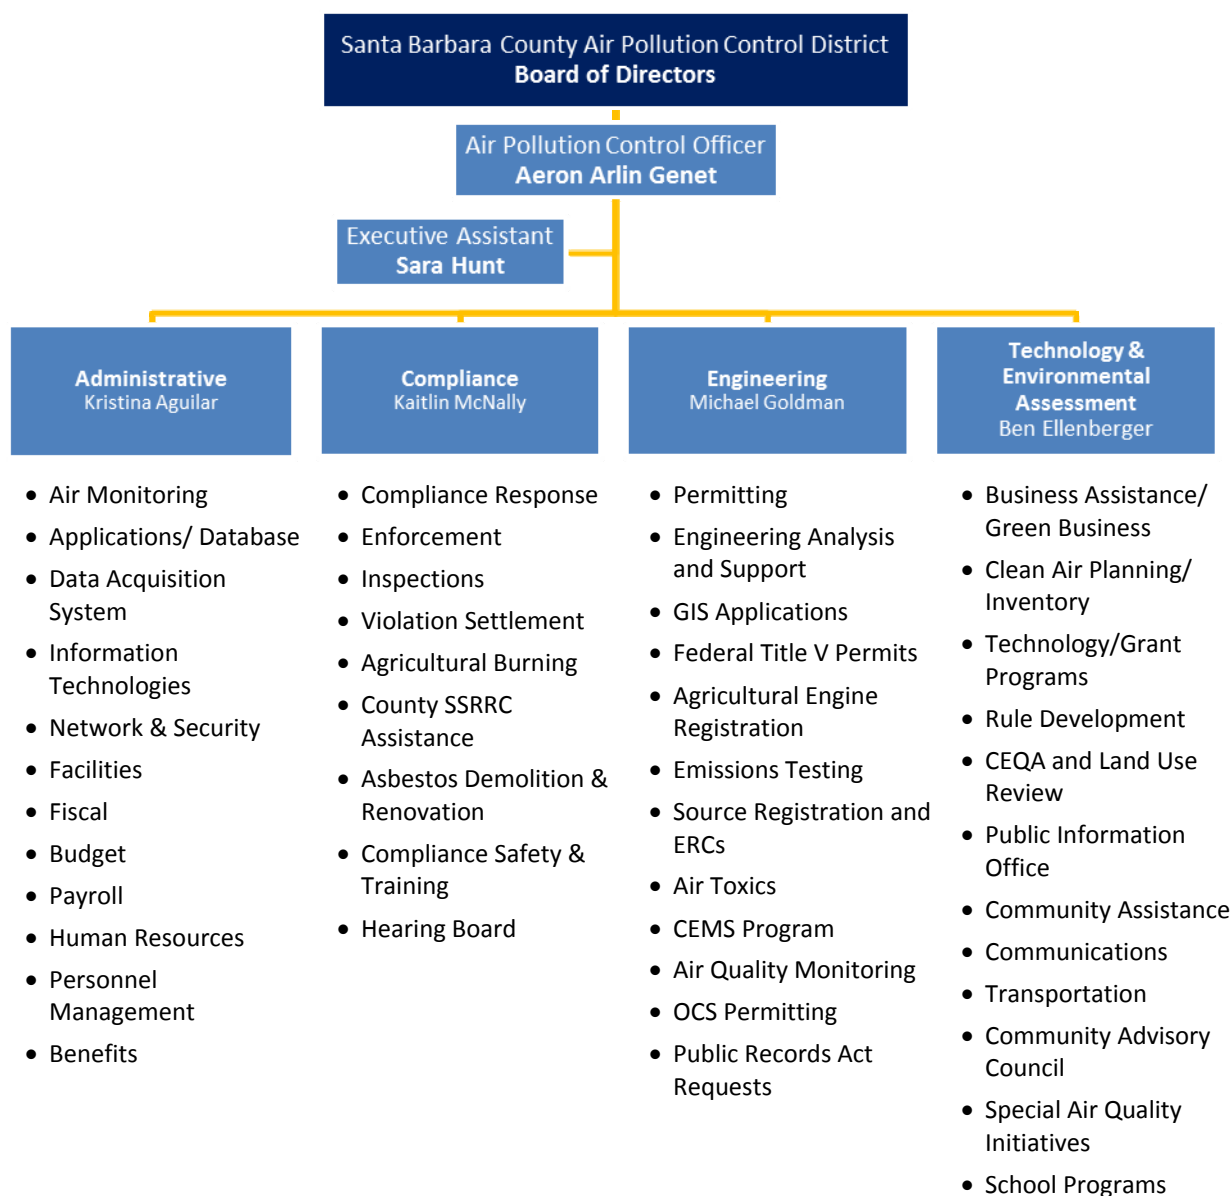 Santa Barbara County Air Pollution Control District
Board of Directors
Air Pollution Control Officer
Aeron Arlin Genet
Executive Assistant
Sara Hunt
Administrative
Kristina Aguilar
• Air Monitoring
• Applications/ Database
• Data Acquisition
System
• Information
Technologies
• Network & Security
• Facilities
• Fiscal
• Budget
• Payroll
• Human Resources
• Personnel
Management
• Benefits
Compliance
Kaitlin McNally
• Compliance Response
• Enforcement
• Inspections
• Violation Settlement
• Agricultural Burning
• County SSRRC
Assistance
• Asbestos Demolition &
Renovation
• Compliance Safety &
Training
• Hearing Board
Engineering
Michael Goldman
• Permitting
• Engineering Analysis
and Support
• GIS Applications
• Federal Title V Permits
• Agricultural Engine
Registration
• Emissions Testing
• Source Registration and
ERCs
• Air Toxics
• CEMS Program
• Air Quality Monitoring
• OCS Permitting
• Public Records Act
Requests
Technology &
Environmental
Assessment
Ben Ellenberger
• Business Assistance/
Green Business
• Clean Air Planning/
Inventory
• Technology/Grant
Programs
• Rule Development
• CEQA and Land Use
Review
• Public Information
Office
• Community Assistance
• Communications
• Transportation
• Community Advisory
Council
• Special Air Quality
Initiatives
• School Programs